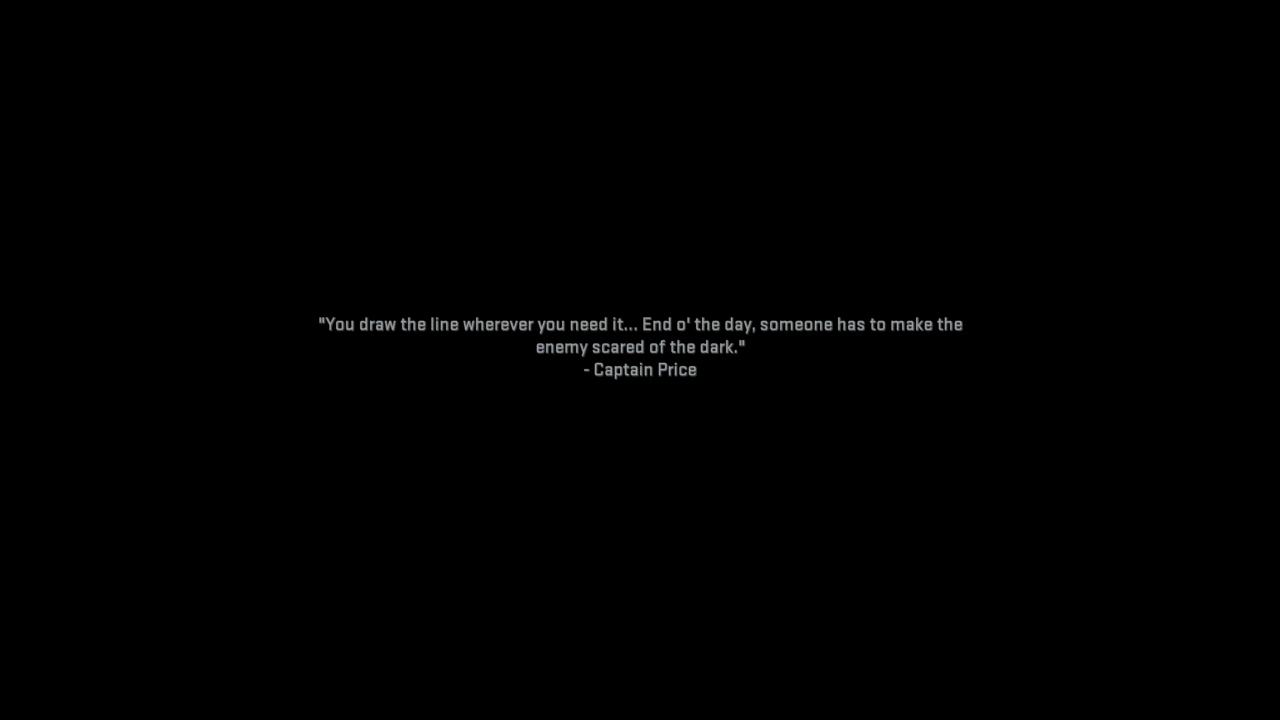 "You draw the line wherever you need it... End o' the day, someone has to make the
enemy scared of the dark."
- Captain Price